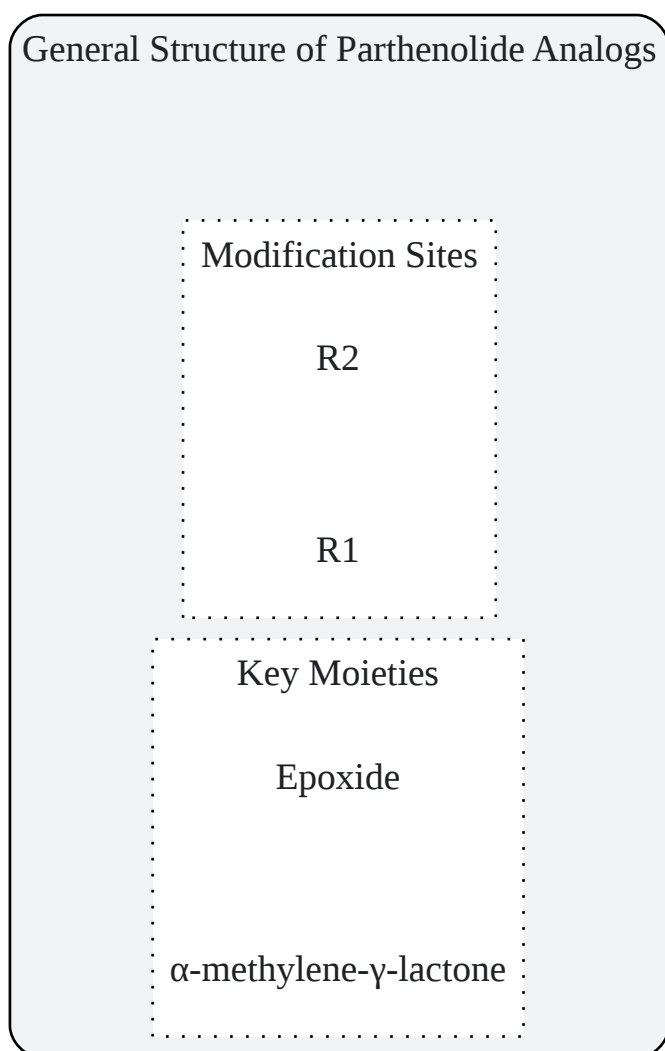 General Structure of Parthenolide Analogs
Modification Sites
R2
R1
Key Moieties
Epoxide
α-methylene-γ-lactone